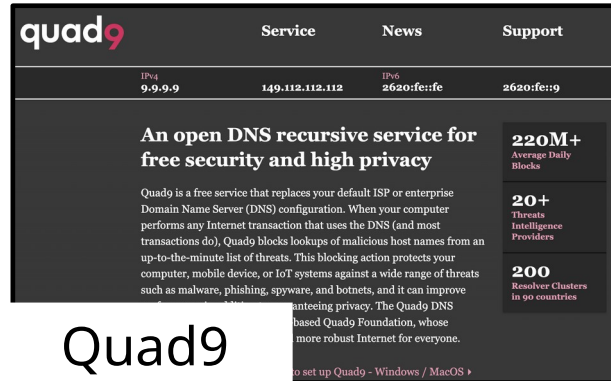 quad9
Service News Support
IPv4 IPv6
9.9.9.9 149.112.112.112 2620:fe::fe 2620:fe::9
An open DNS recursive service for
free security and high privacy
Quad9 is a free service that replaces your default ISP or enterprise
Domain Name Server (DNS) configuration. When your computer
performs any Internet transaction that uses the DNS (and most
transactions do), Quad9 blocks lookups of malicious host names from an
up-to-the-minute list of threats. This blocking action protects your
computer, mobile device, or IoT systems against a wide range of threats
such as malware, phishing, spyware, and botnets, and it can improve
privacy. The Quad9 DNS
based Quad9 Foundation, whose
more robust Internet for everyone.
to set up Quad9 - Windows / MacOS
220M+
Average Daily
Blocks
20+
Threats
Intelligence
Providers
200
Resolver Clusters
in 90 countries
Quad9